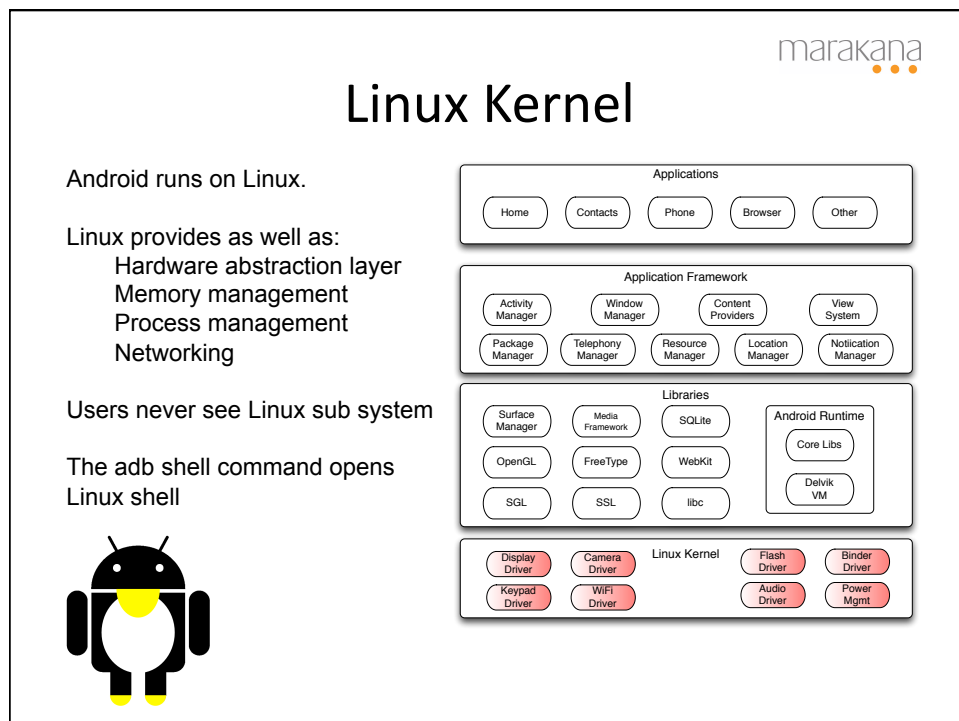 marakana
Linux Kernel
Android runs on Linux.
Linux provides as well as:
Hardware abstraction layer
Memory management
Process management
Networking
Users never see Linux sub system
The adb shell command opens
Linux shell
Applications
Home
Contacts
Phone
Browser
Other
Application Framework
Activity
Manager
Window
Manager
Content
Providers
View
System
Package
Manager
Telephony
Manager
Resource
Manager
Location
Manager
Notiication
Manager
Libraries
Surface
Manager
Media
Framework
SQLite
OpenGL
FreeType
WebKit
SGL
SSL
libc
Android Runtime
Core Libs
Delvik
VM
Linux Kernel
Display
Driver
Camera
Driver
Flash
Driver
Binder
Driver
Keypad
Driver
WiFi
Driver
Audio
Driver
Power
Mgmt